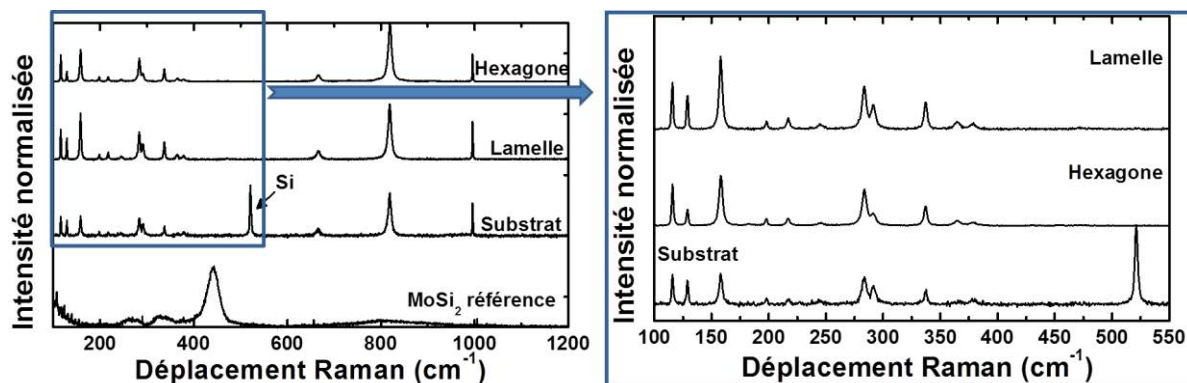 Intensité normalisée
Hexagone
Lamelle
Si
Substrat
MoSi2 référence
200 400 600 800 1000 1200
Déplacement Raman (cm-1)
Intensité normalisée
Lamelle
Hexagone
Substrat
100 150 200 250 300 350 400 450 500 550
Déplacement Raman (cm-1)